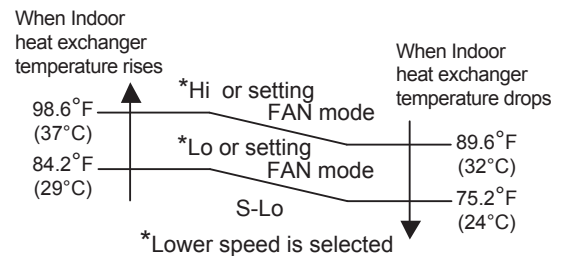 When Indoor
heat exchanger
temperature rises
When Indoor
heat exchanger
temperature drops
*Hi or setting
FAN mode
98.6°F
(37°C)
89.6°F
(32°C)
*Lo or setting
FAN mode
84.2°F
(29°C)
75.2°F
(24°C)
S-Lo
*Lower speed is selected